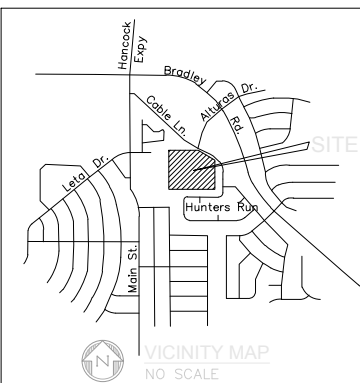 Hancock
Expy
Bradley
Rd.
Alturas Dr.
Cable Ln.
SITE
Leta Dr.
Hunters Run
Main St.
N
VICINITY MAP
NO SCALE